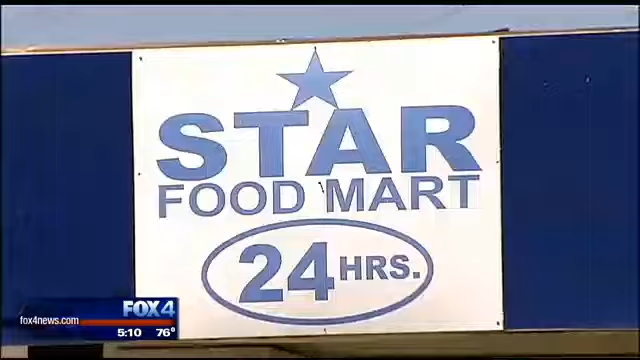 STAR
FOOD MART
24 HRS.
FOX 4
fox4news.com
5:10 76°